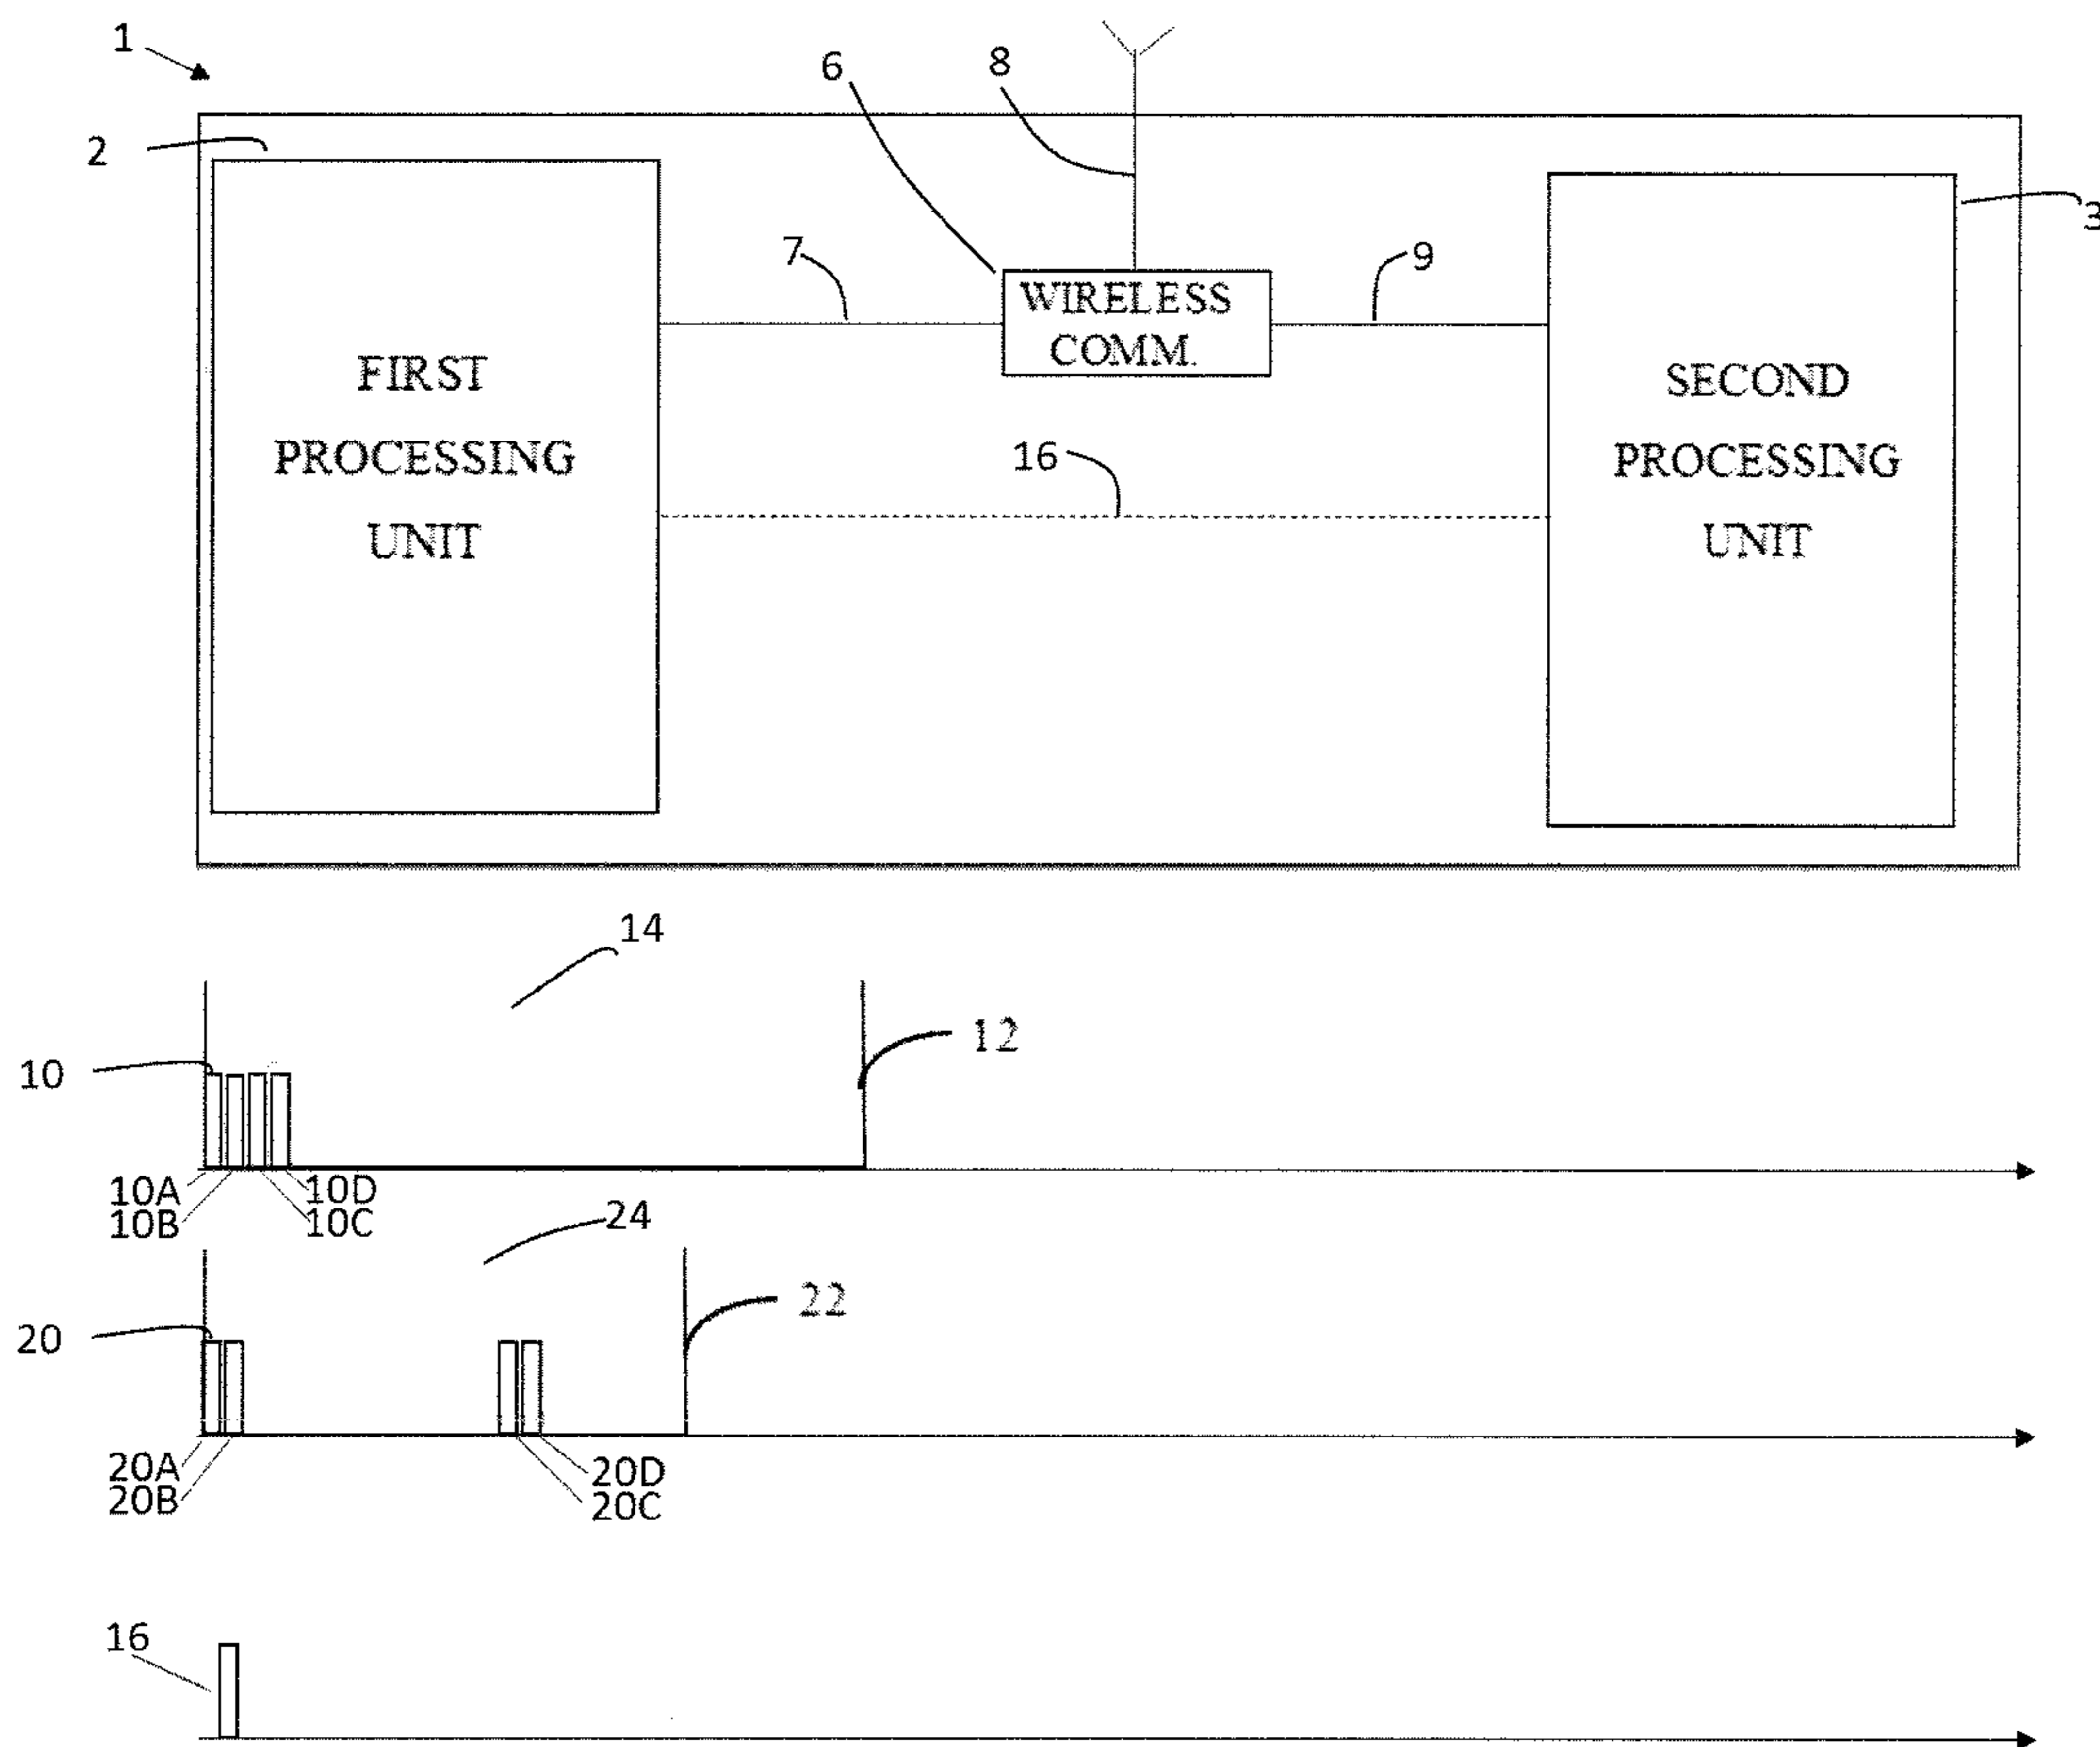 1
2
6
8
3
7
9
WIRELESS
COMM.
FIRST
PROCESSING
UNIT
16
SECOND
PROCESSING
UNIT
14
12
10
10A
10D
10B
10C
24
22
20
20A
20D
20B
20C
16